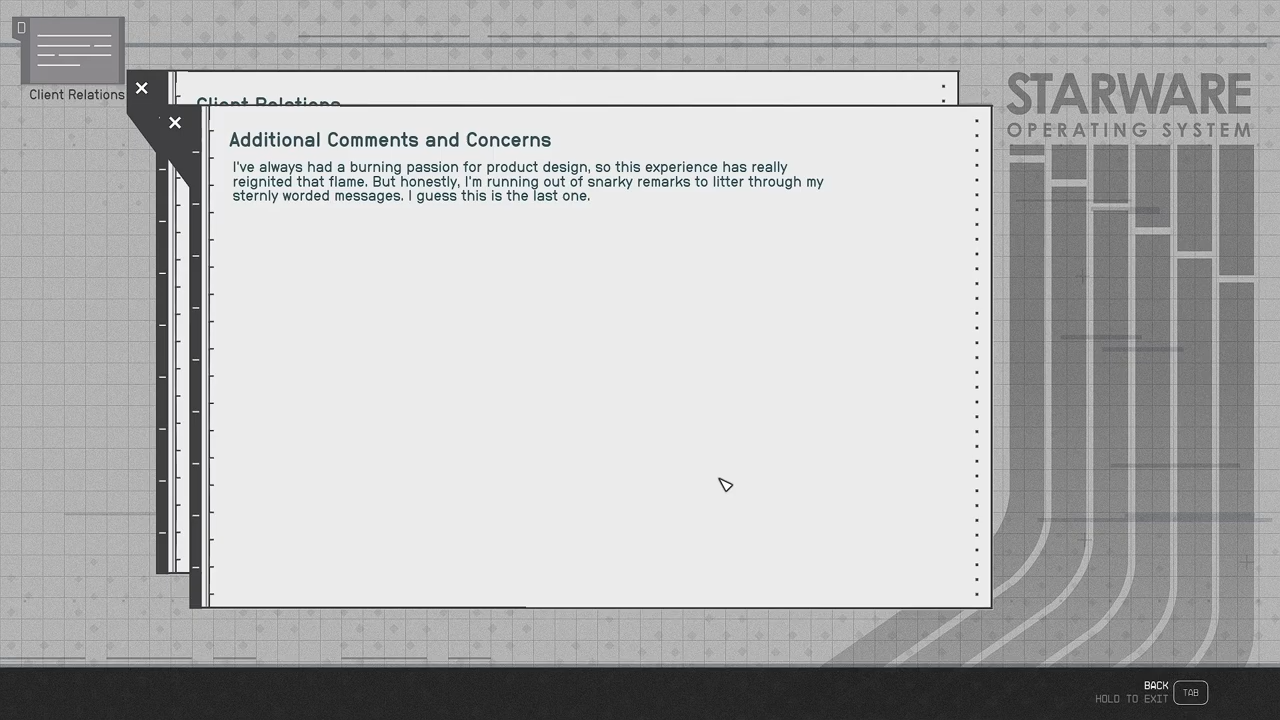 D
Client Relations
Client Relations
Additional Comments and Concerns
I've always had a burning passion for product design, so this experience has really
reignited that flame. But honestly, I'm running out of snarky remarks to litter through my
sternly worded messages. I guess this is the last one.
STARWARE
OPERATING SYSTEM
BACK
HOLD TO EXIT
TAB